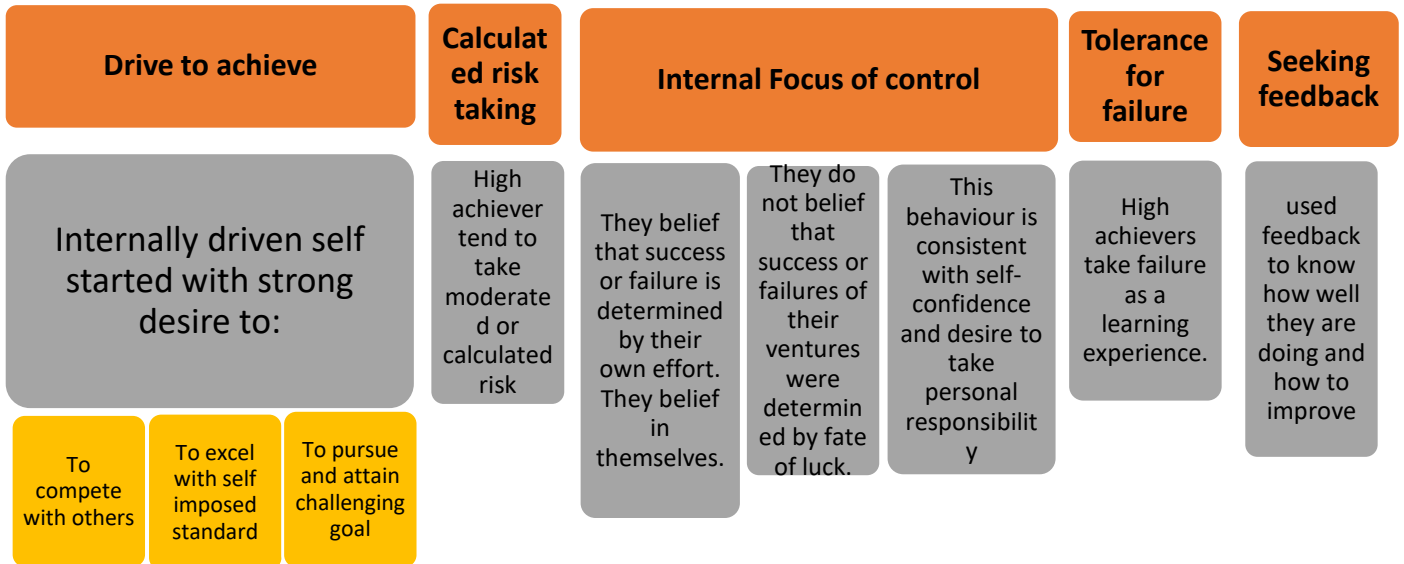 Drive to achieve
Calculat
ed risk
taking
Internal Focus of control
Tolerance
for
failure
Seeking
feedback
Internally driven self
started with strong
desire to:
High
achiever
tend to
take
moderate
d or
calculated
risk
They belief
that success
or failure is
determined
by their
own effort.
They belief
in
themselves.
They do
not belief
that
success or
failures of
their
ventures
were
determin
ed by fate
of luck.
This
behaviour is
consistent
with self-
confidence
and desire to
take
personal
responsibilit
y
High
achievers
take failure
as a
learning
experience.
used
feedback
to know
how well
they are
doing and
how to
improve
To
compete
with others
To excel
with self
imposed
standard
To pursue
and attain
challenging
goal